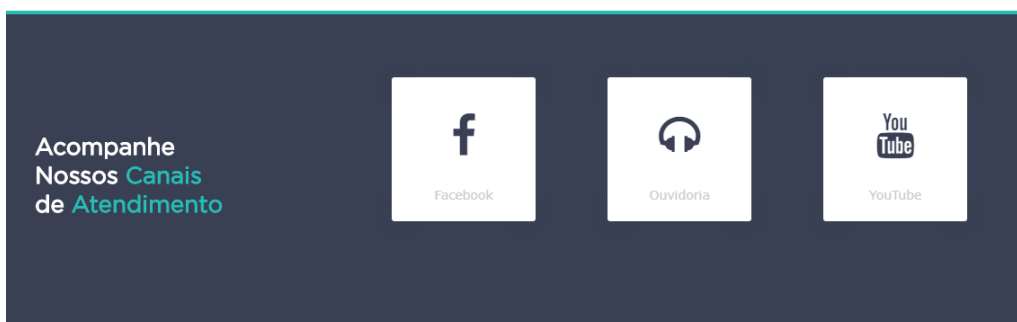 Acompanhe
Nossos Canais
de Atendimento
f
Facebook
Ouvidoria
You
Tube
YouTube